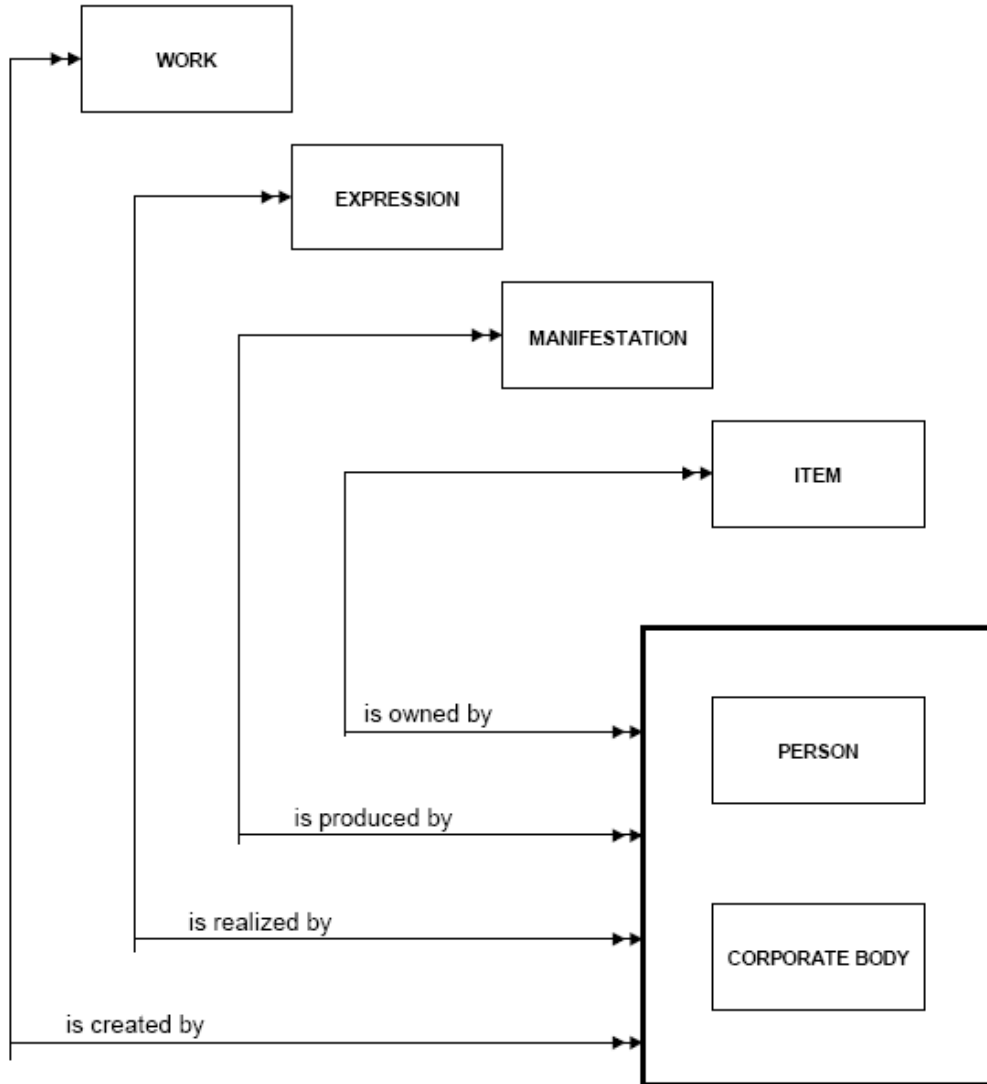 WORK
EXPRESSION
MANIFESTATION
ITEM
is owned by
PERSON
is produced by
is realized by
CORPORATE BODY
is created by